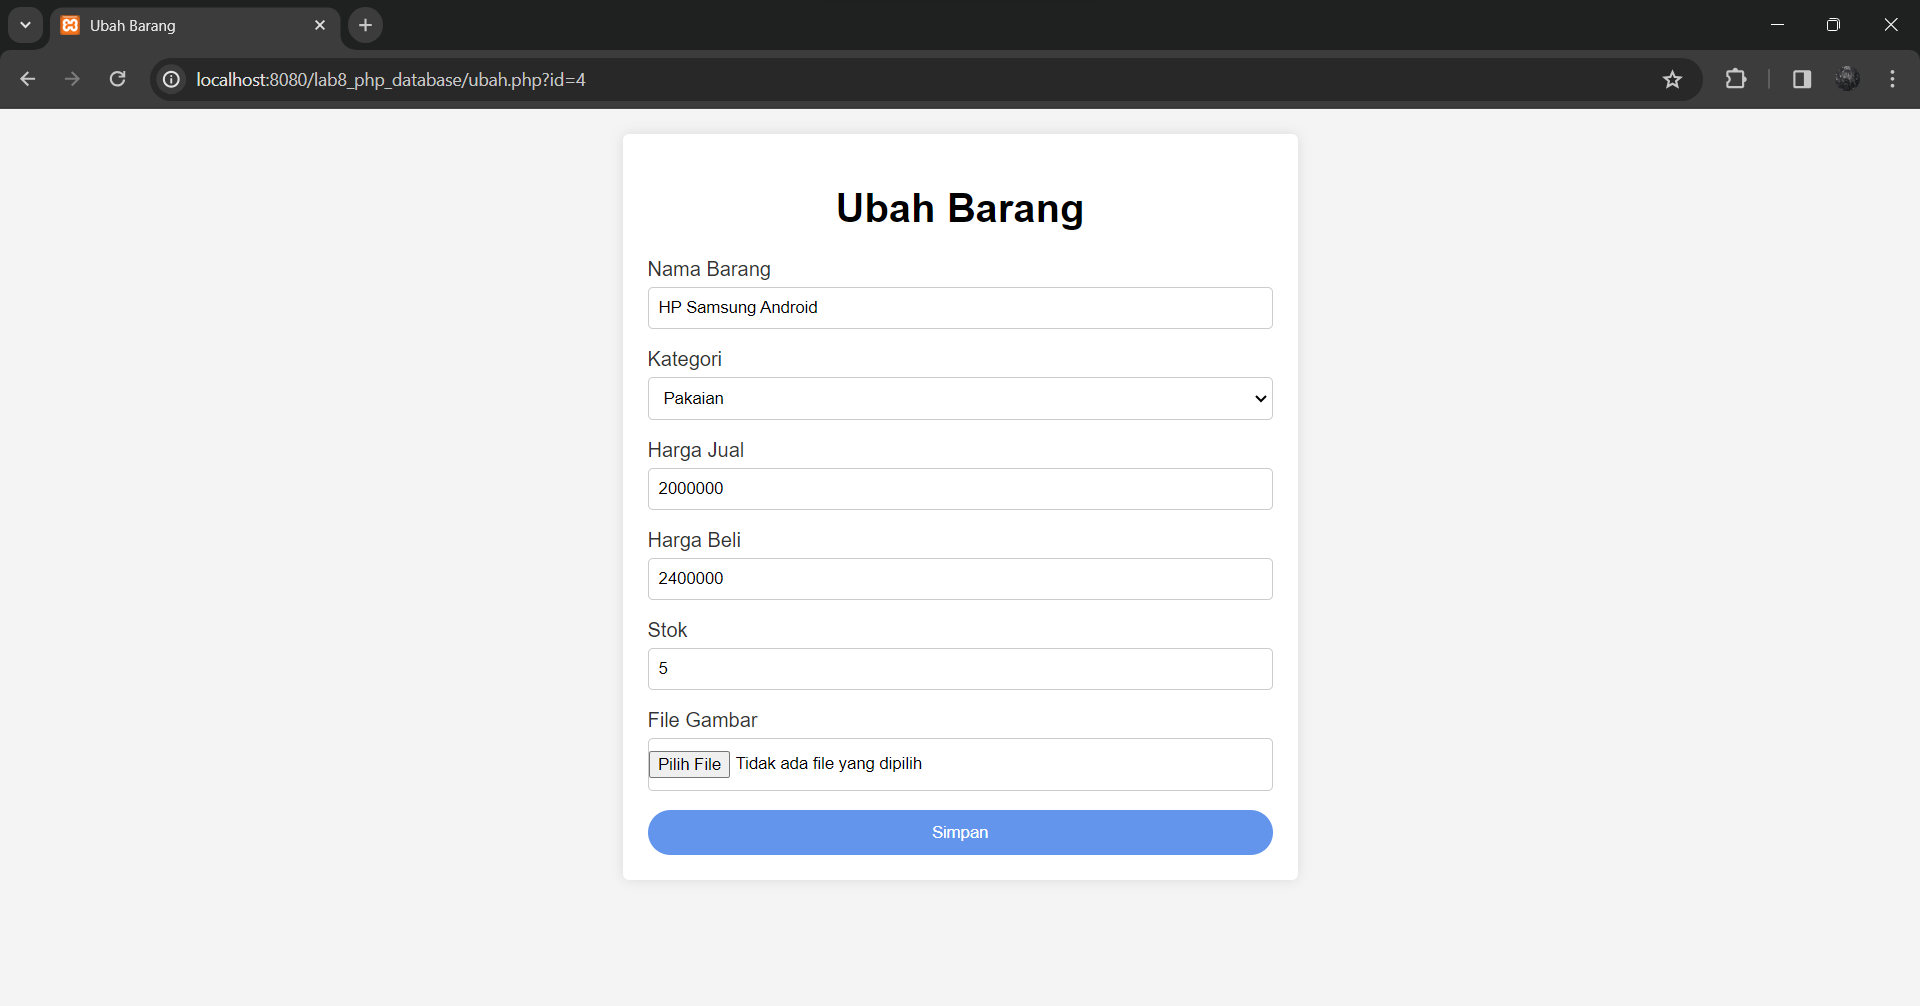 Ubah Barang
localhost:8080/lab8_php_database/ubah.php?id=4
Ubah Barang
Nama Barang
HP Samsung Android
Kategori
Pakaian
Harga Jual
2000000
Harga Beli
2400000
Stok
5
File Gambar
Pilih File Tidak ada file yang dipilih
Simpan